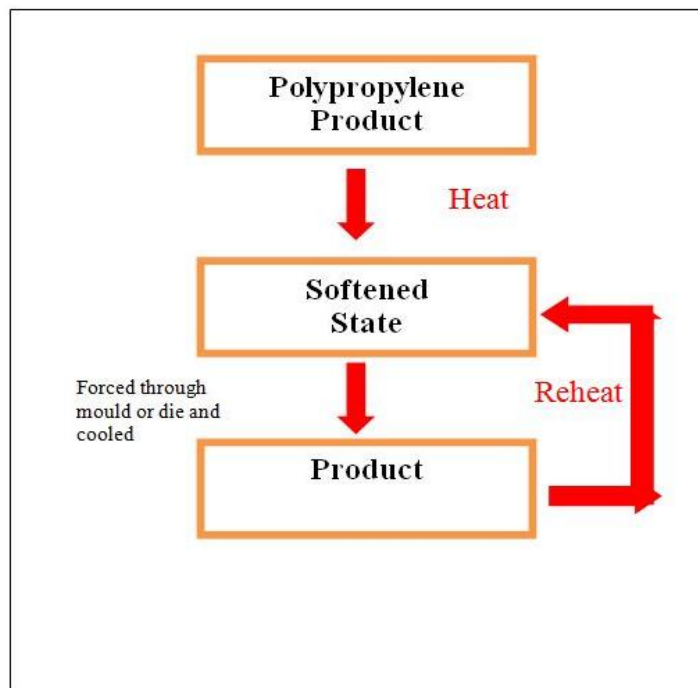 Polypropylene
Product
Heat
Softened
State
Forced through
mould or die and
cooled
Reheat
Product